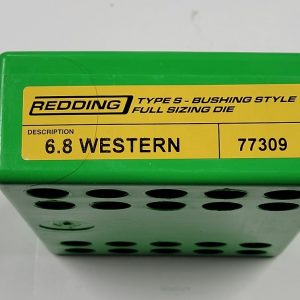 REDDING TYPE S - BUSHING STYLE
FULL SIZING DIE
DESCRIPTION
6.8 WESTERN 77309